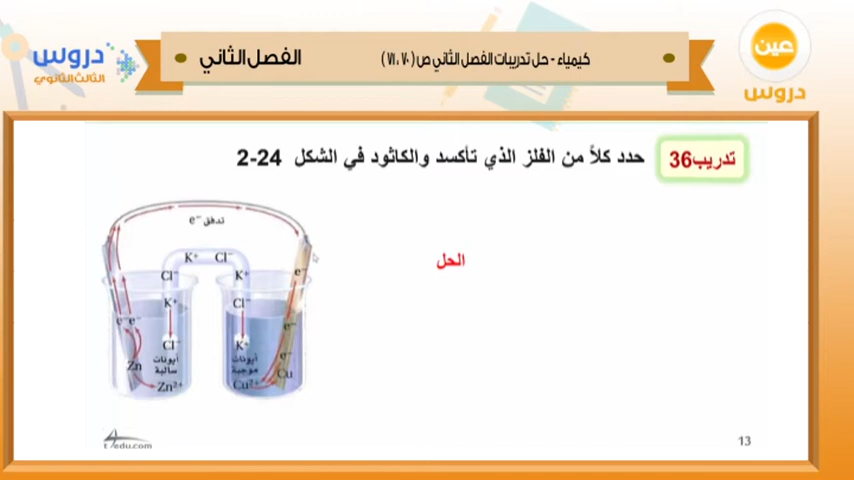 عين
دروس
كيمياء - حل تدريبات الفصل الثاني ص ( ٧٠ ، ٧١ )
الفصل الثاني
دروس
الثالث الثانوي
تدريب36
حدد كلاً من الفلز الذي تأكسد والكاثود في الشكل 24-2
الحل
تدفق e⁻
K⁺ Cl⁻
Cl⁻ K⁺
K⁺ Cl⁻
Cl⁻ K⁺
e⁻ e⁻
e⁻
e⁻
e⁻
أيونات
سالبة
أيونات
موجبة
Zn
Zn²⁺
Cu
Cu²⁺
t4edu.com
13